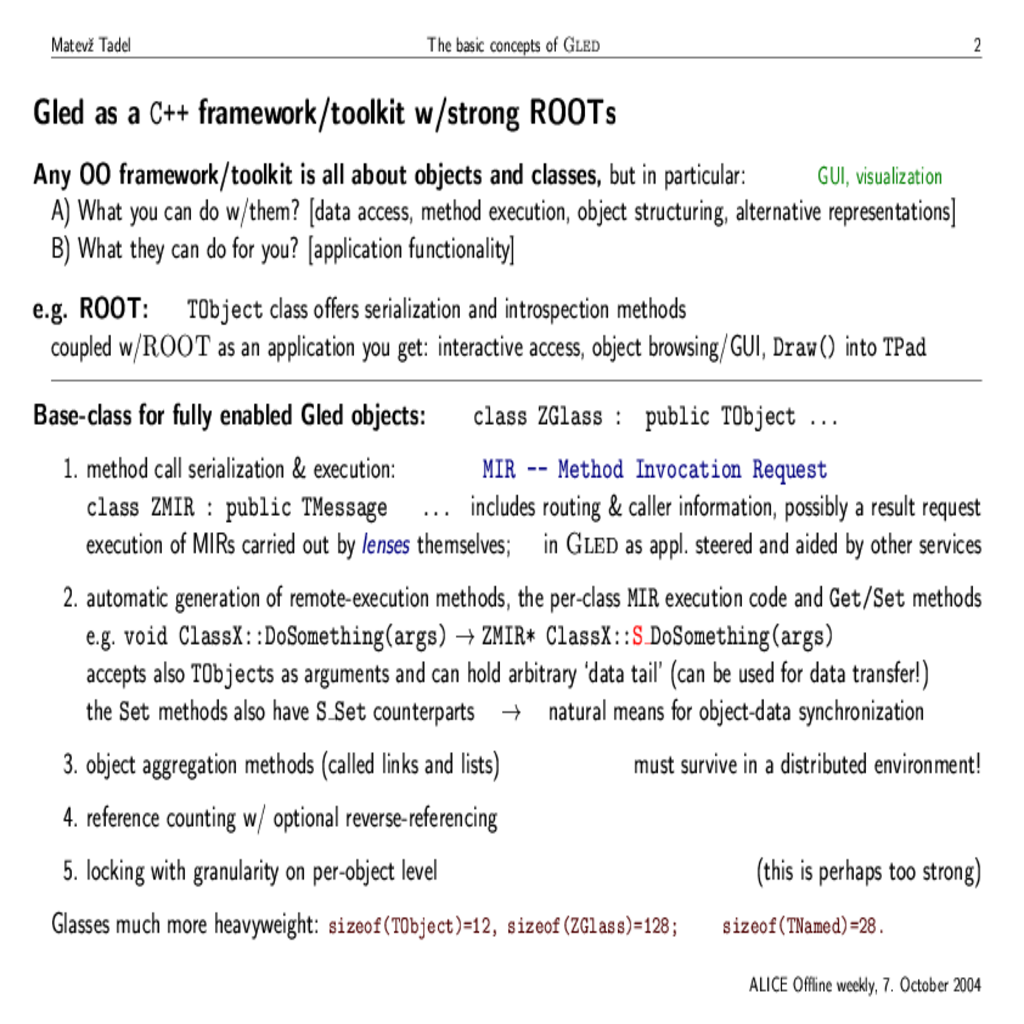 Matevž Tadel The basic concepts of GLED 2
Gled as a C++ framework/toolkit w/strong ROOTs
Any OO framework/toolkit is all about objects and classes, but in particular: GUI, visualization
A) What you can do w/them? [data access, method execution, object structuring, alternative representations]
B) What they can do for you? [application functionality]
e.g. ROOT: TObject class offers serialization and introspection methods
coupled w/ROOT as an application you get: interactive access, object browsing/GUI, Draw() into TPad
Base-class for fully enabled Gled objects: class ZGlass : public TObject ...
1. method call serialization & execution: MIR -- Method Invocation Request
class ZMIR : public TMessage ... includes routing & caller information, possibly a result request
execution of MIRs carried out by lenses themselves; in GLED as appl. steered and aided by other services
2. automatic generation of remote-execution methods, the per-class MIR execution code and Get/Set methods
e.g. void ClassX::DoSomething(args) → ZMIR* ClassX::S_DoSomething(args)
accepts also TObjects as arguments and can hold arbitrary ‘data tail’ (can be used for data transfer!)
the Set methods also have S_Set counterparts → natural means for object-data synchronization
3. object aggregation methods (called links and lists) must survive in a distributed environment!
4. reference counting w/ optional reverse-referencing
5. locking with granularity on per-object level (this is perhaps too strong)
Glasses much more heavyweight: sizeof(TObject)=12, sizeof(ZGlass)=128; sizeof(TNamed)=28.
ALICE Offline weekly, 7. October 2004